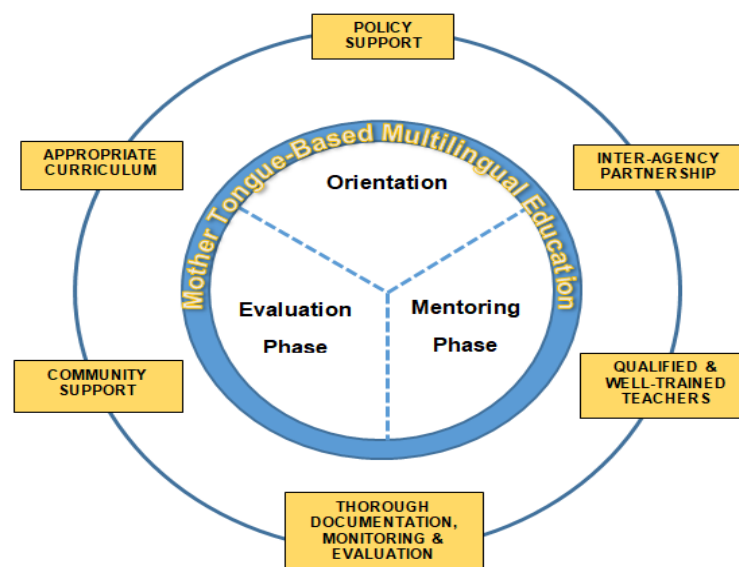 POLICY
SUPPORT
APPROPRIATE
CURRICULUM
INTER-AGENCY
PARTNERSHIP
Mother Tongue-Based Multilingual Education
Orientation
Evaluation
Phase
Mentoring
Phase
COMMUNITY
SUPPORT
QUALIFIED &
WELL-TRAINED
TEACHERS
THOROUGH
DOCUMENTATION,
MONITORING &
EVALUATION